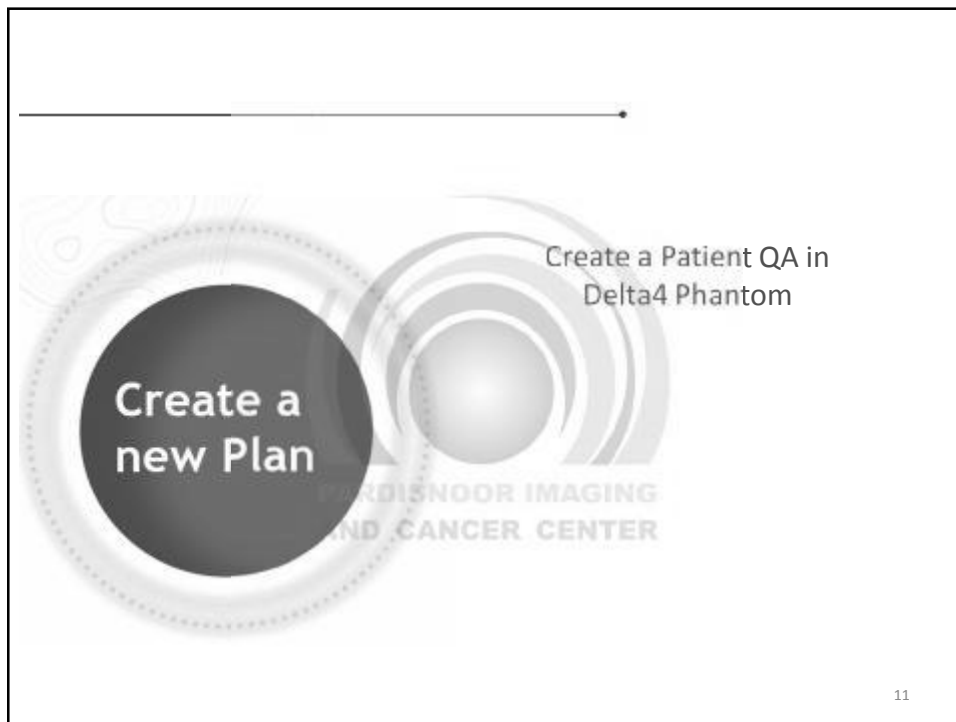 Create a Patient QA in
Delta4 Phantom
Create a
new Plan
PARDISNOOR IMAGING
AND CANCER CENTER
11